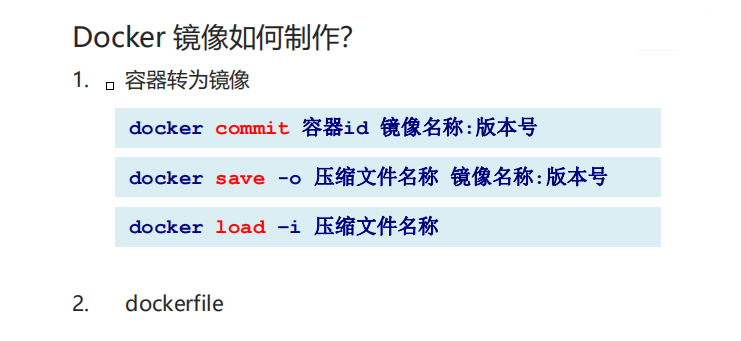 Docker 镜像如何制作?
1. 容器转为镜像
docker commit 容器id 镜像名称:版本号
docker save -o 压缩文件名称 镜像名称:版本号
docker load –i 压缩文件名称
2. dockerfile